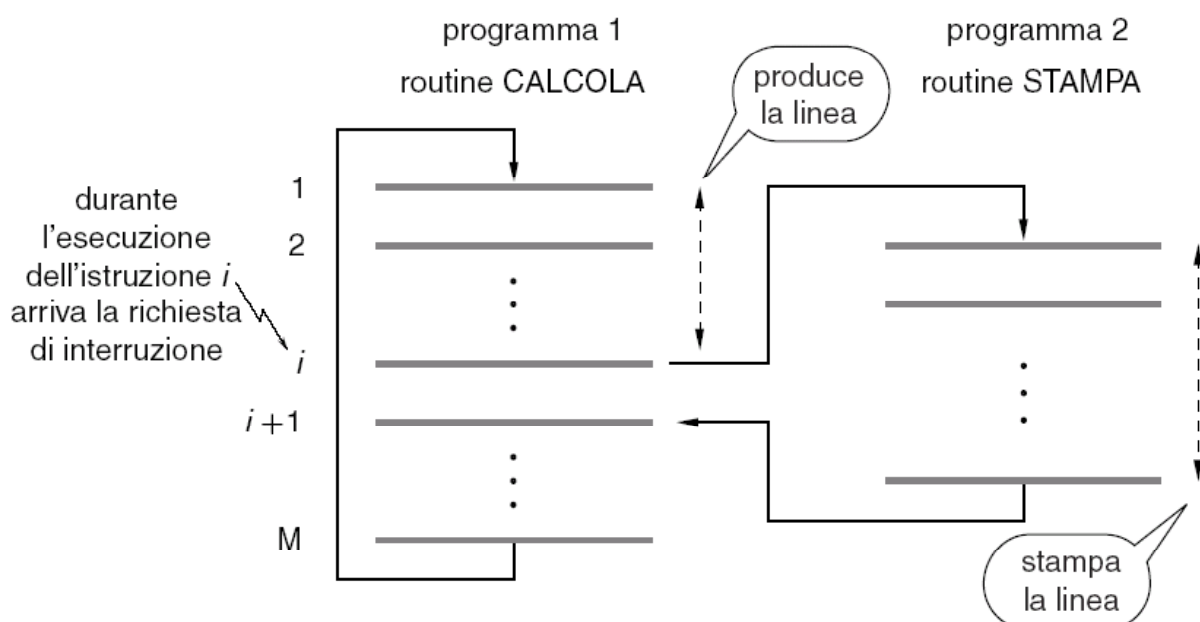 programma 1
routine CALCOLA
programma 2
routine STAMPA
produce
la linea
durante
l'esecuzione
dell'istruzione i
arriva la richiesta
di interruzione
1
2
i
i+1
M
stampa
la linea